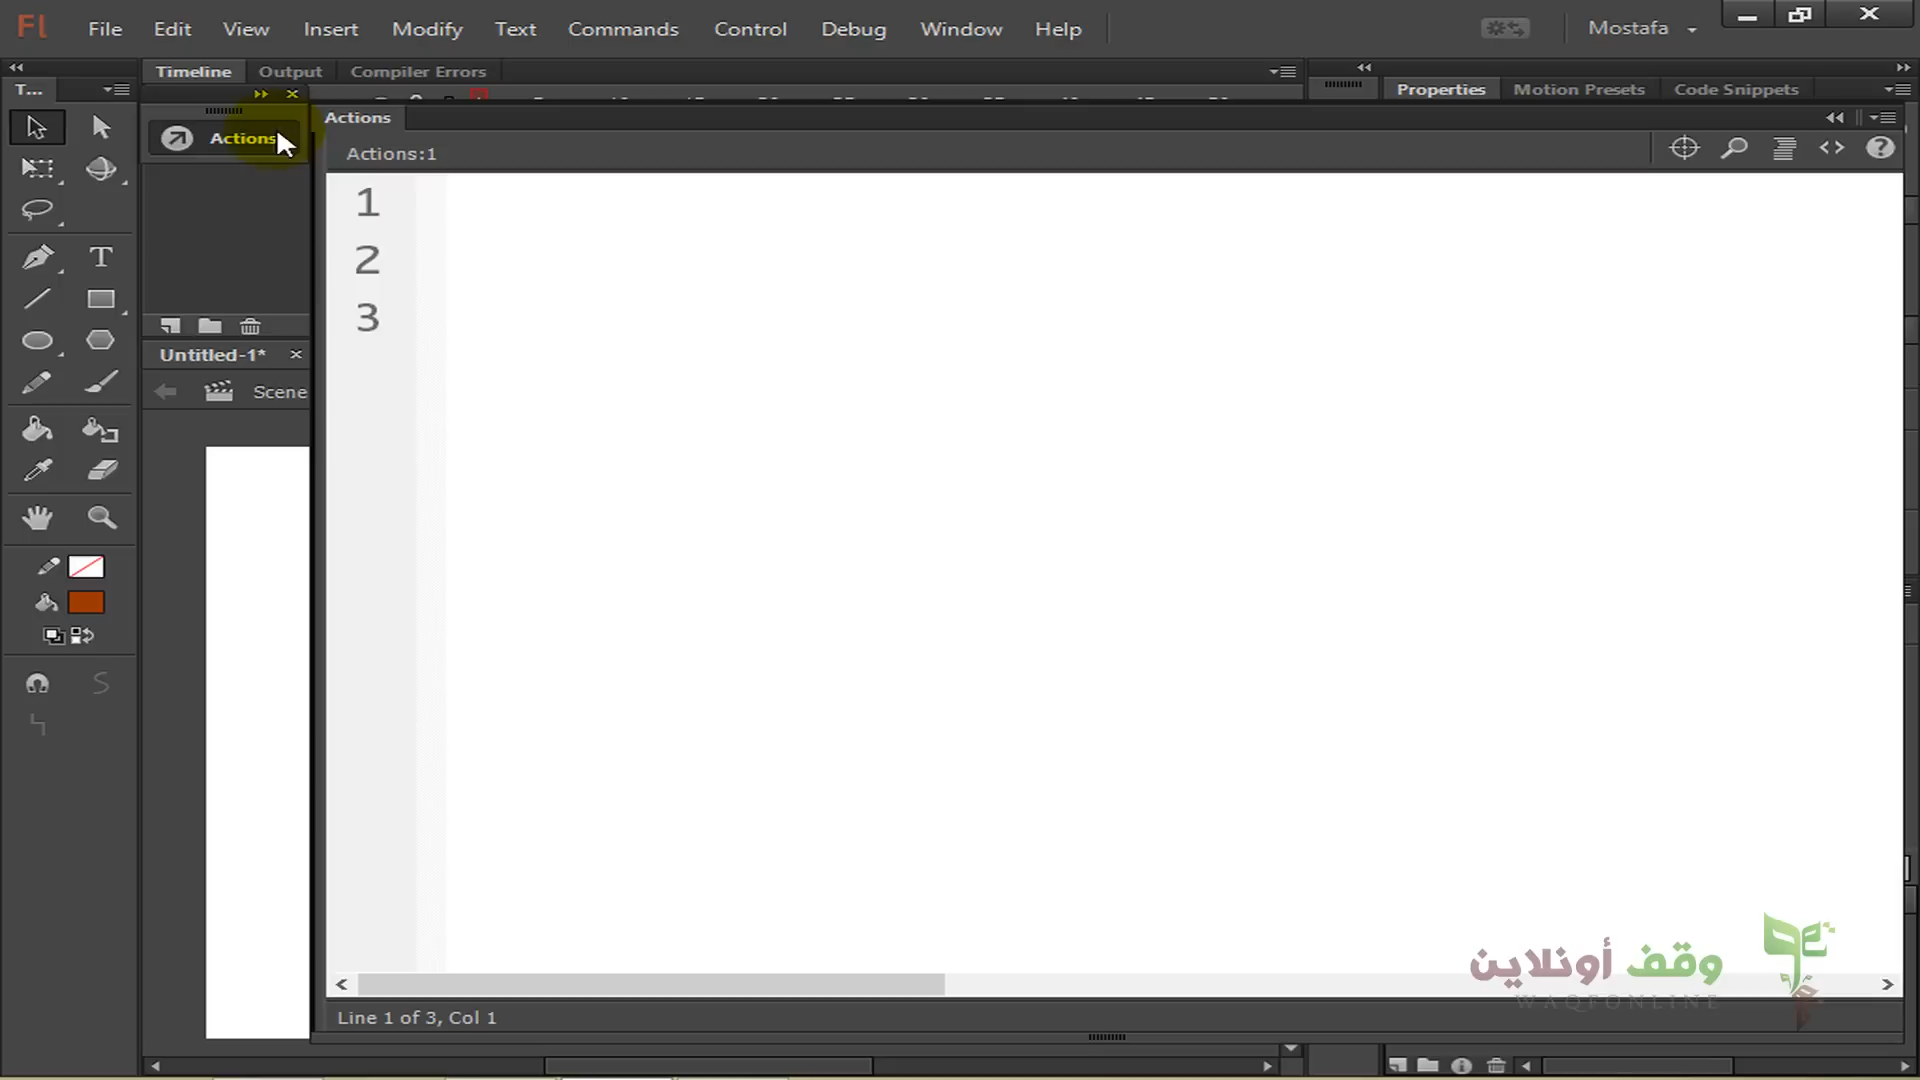 Fl File Edit View Insert Modify Text Commands Control Debug Window Help Mostafa
Timeline Output Compiler Errors
T... Properties Motion Presets Code Snippets
Actions
Actions
Actions:1
1
2
3
Untitled-1*
Scene
وقف أونلاين
WAQFONLINE
Line 1 of 3, Col 1